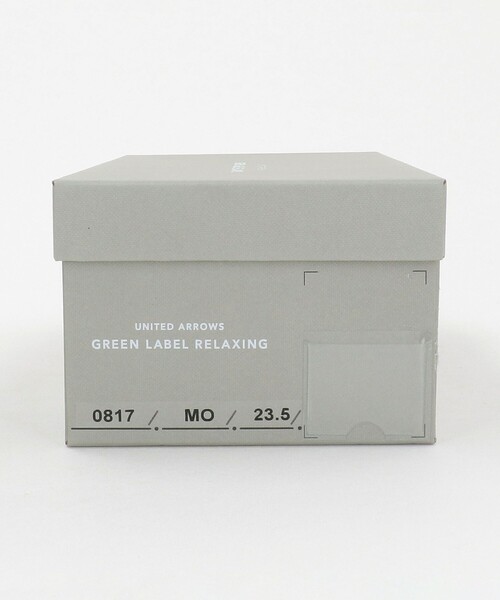 UNITED ARROWS
GREEN LABEL RELAXING
0817 / MO / 23.5 /